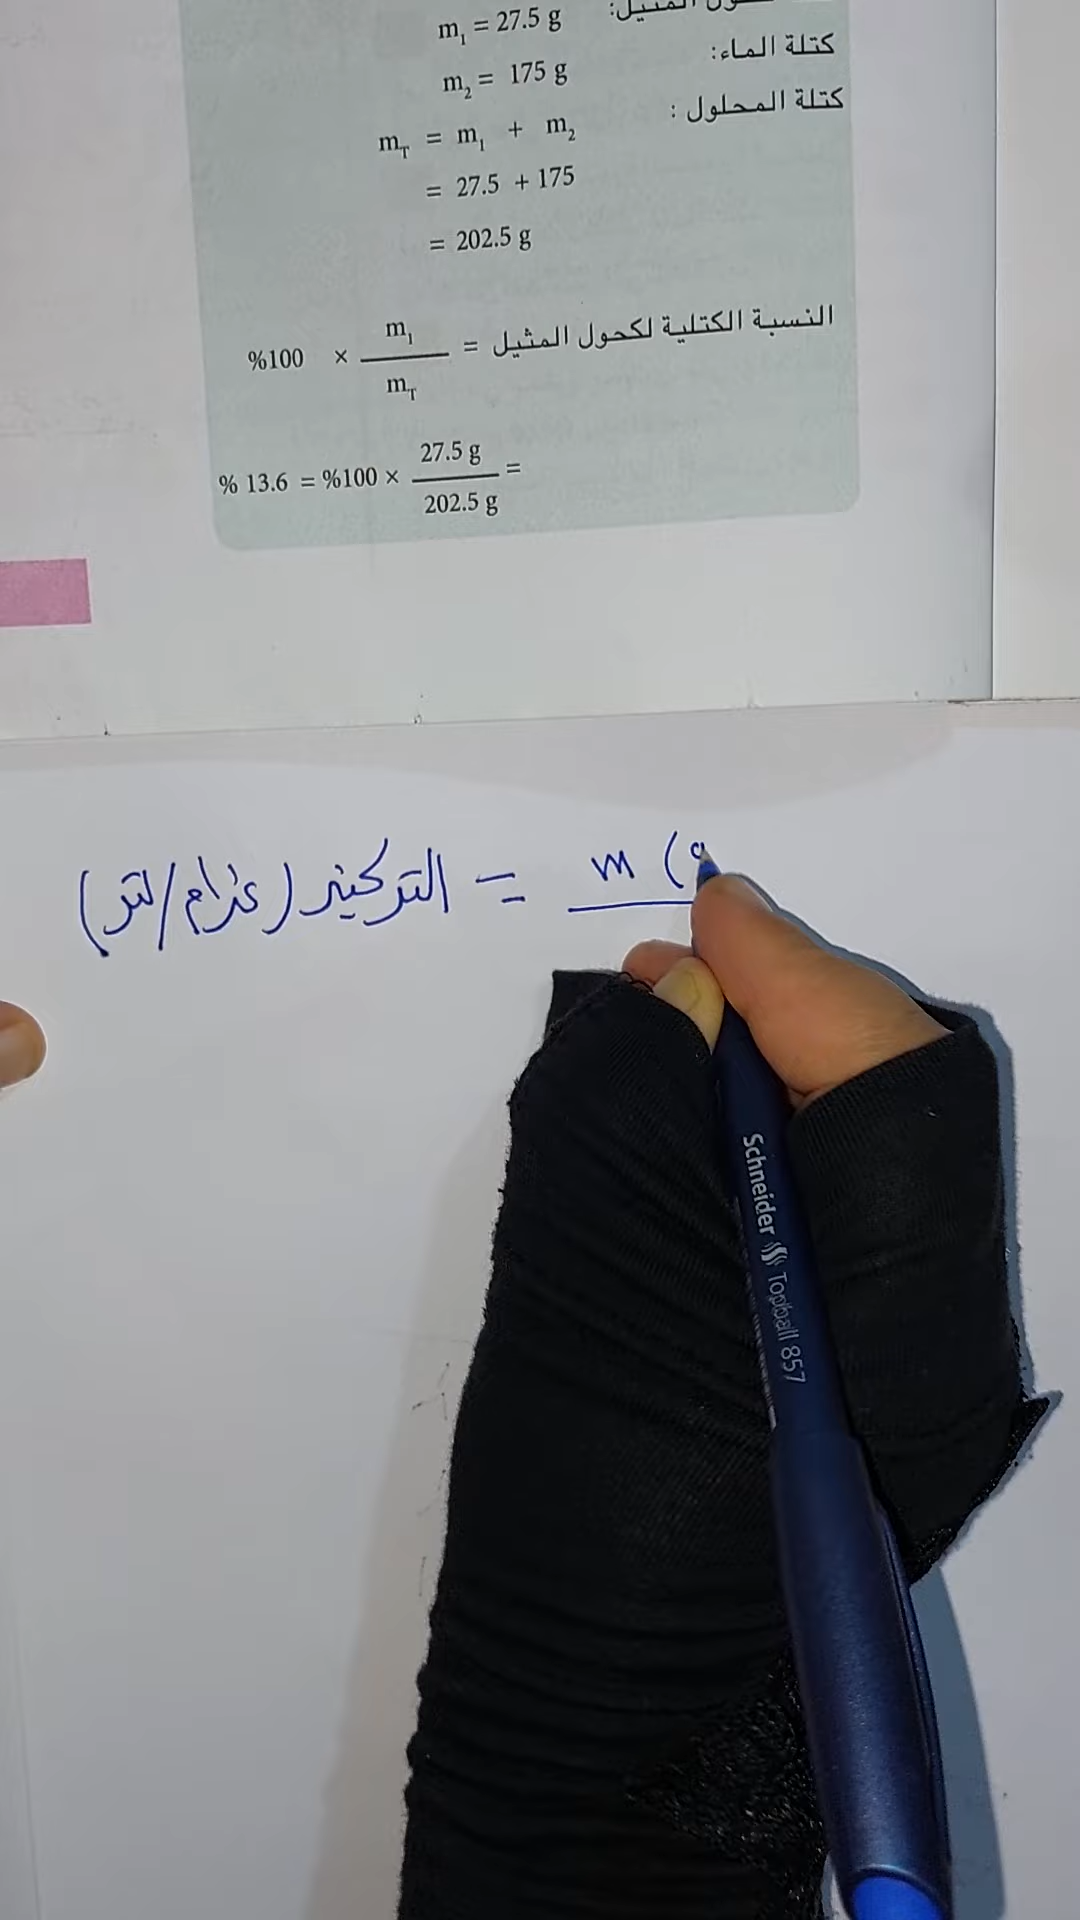 المثيل: m₁ = 27.5 g
كتلة الماء: m₂ = 175 g
كتلة المحلول :
m_T = m₁ + m₂
= 27.5 + 175
= 202.5 g
النسبة الكتلية لكحول المثيل = m₁ / m_T × %100
= 27.5 g / 202.5 g × %100 = % 13.6
التركيز (غرام/لتر) = m (g
Schneider Topball 857